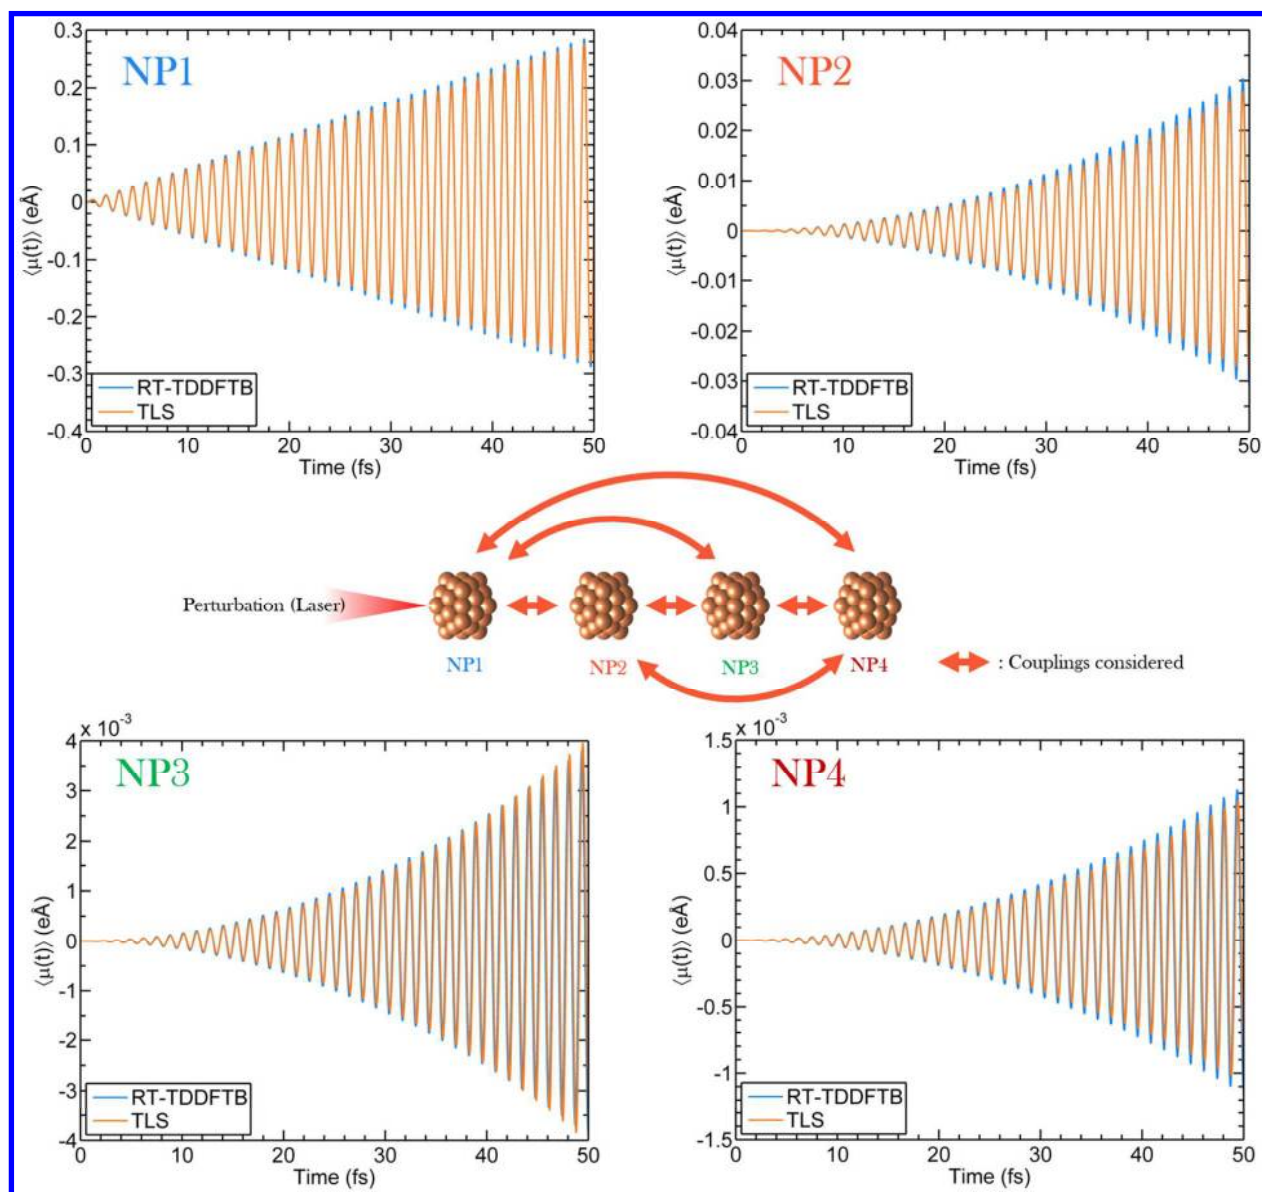 NP1
0.3
0.2
0.1
0
-0.1
-0.2
-0.3
-0.4
⟨μ(t)⟩ (eÅ)
RT-TDDFTB
TLS
0 10 20 30 40 50
Time (fs)
NP2
0.04
0.03
0.02
0.01
0
-0.01
-0.02
-0.03
-0.04
⟨μ(t)⟩ (eÅ)
RT-TDDFTB
TLS
0 10 20 30 40 50
Time (fs)
Perturbation (Laser)
NP1 NP2 NP3 NP4
: Couplings considered
x 10⁻³
NP3
4
3
2
1
0
-1
-2
-3
-4
⟨μ(t)⟩ (eÅ)
RT-TDDFTB
TLS
0 10 20 30 40 50
Time (fs)
x 10⁻³
NP4
1.5
1
0.5
0
-0.5
-1
-1.5
⟨μ(t)⟩ (eÅ)
RT-TDDFTB
TLS
0 10 20 30 40 50
Time (fs)